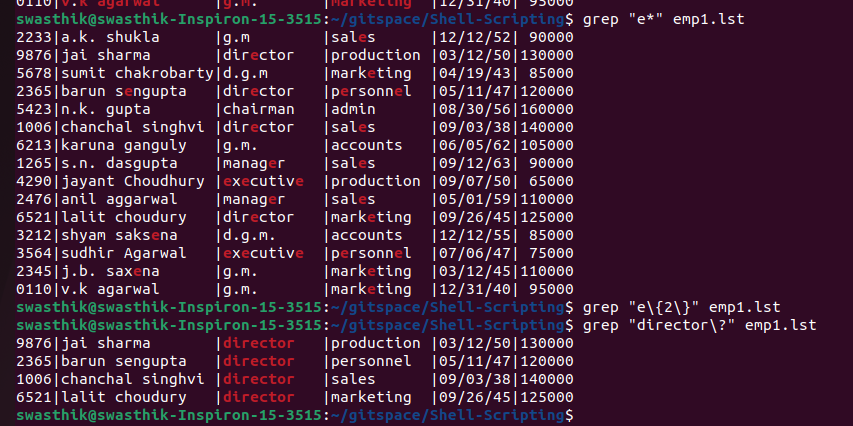 0110|v.k agarwal    |g.m.     |Marketing |12/31/40| 95000
swasthik@swasthik-Inspiron-15-3515:~/gitspace/Shell-Scripting$ grep "e*" emp1.lst
2233|a.k. shukla    |g.m      |sales     |12/12/52| 90000
9876|jai sharma     |director |production |03/12/50|130000
5678|sumit chakrobarty|d.g.m    |marketing |04/19/43| 85000
2365|barun sengupta |director |personnel |05/11/47|120000
5423|n.k. gupta     |chairman |admin     |08/30/56|160000
1006|chanchal singhvi |director |sales     |09/03/38|140000
6213|karuna ganguly |g.m.     |accounts  |06/05/62|105000
1265|s.n. dasgupta  |manager  |sales     |09/12/63| 90000
4290|jayant Choudhury |executive |production |09/07/50| 65000
2476|anil aggarwal  |manager  |sales     |05/01/59|110000
6521|lalit choudury |director |marketing |09/26/45|125000
3212|shyam saksena  |d.g.m.   |accounts  |12/12/55| 85000
3564|sudhir Agarwal |executive |personnel |07/06/47| 75000
2345|j.b. saxena    |g.m.     |marketing |03/12/45|110000
0110|v.k agarwal    |g.m.     |marketing |12/31/40| 95000
swasthik@swasthik-Inspiron-15-3515:~/gitspace/Shell-Scripting$ grep "e\{2\}" emp1.lst
swasthik@swasthik-Inspiron-15-3515:~/gitspace/Shell-Scripting$ grep "director\?" emp1.lst
9876|jai sharma     |director |production |03/12/50|130000
2365|barun sengupta |director |personnel |05/11/47|120000
1006|chanchal singhvi |director |sales     |09/03/38|140000
6521|lalit choudury |director |marketing |09/26/45|125000
swasthik@swasthik-Inspiron-15-3515:~/gitspace/Shell-Scripting$